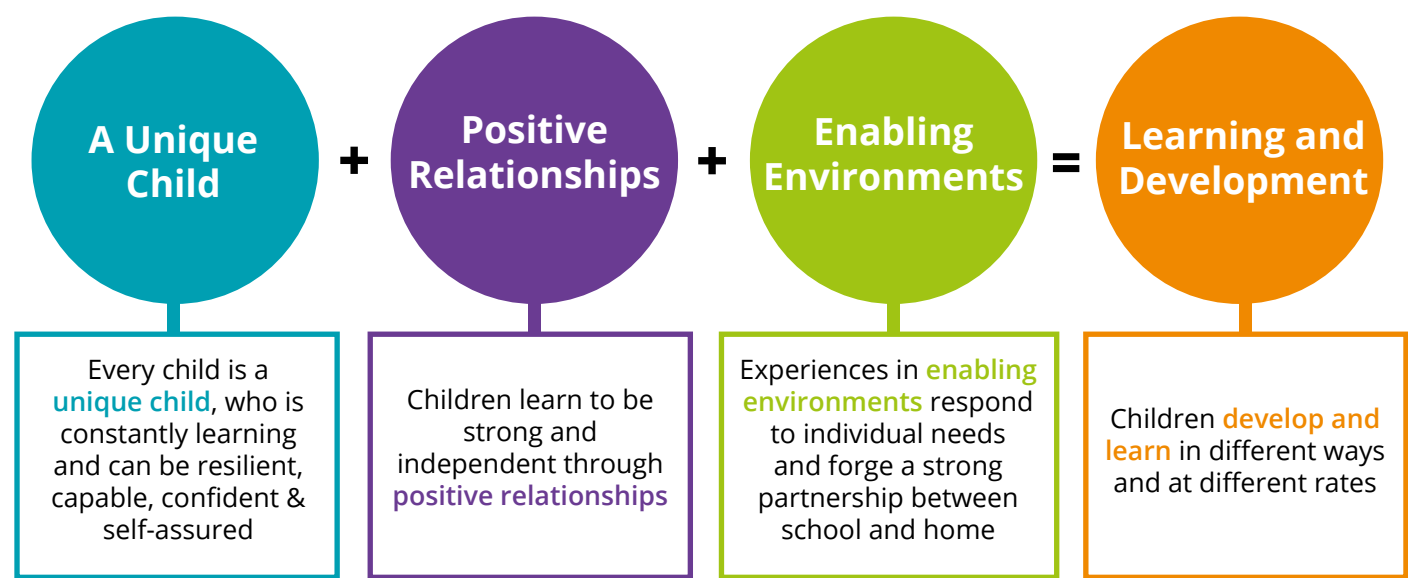 A Unique
Child
+
Positive
Relationships
+
Enabling
Environments
=
Learning and
Development
Every child is a
unique child, who is
constantly learning
and can be resilient,
capable, confident &
self-assured
Children learn to be
strong and
independent through
positive relationships
Experiences in enabling
environments respond
to individual needs
and forge a strong
partnership between
school and home
Children develop and
learn in different ways
and at different rates